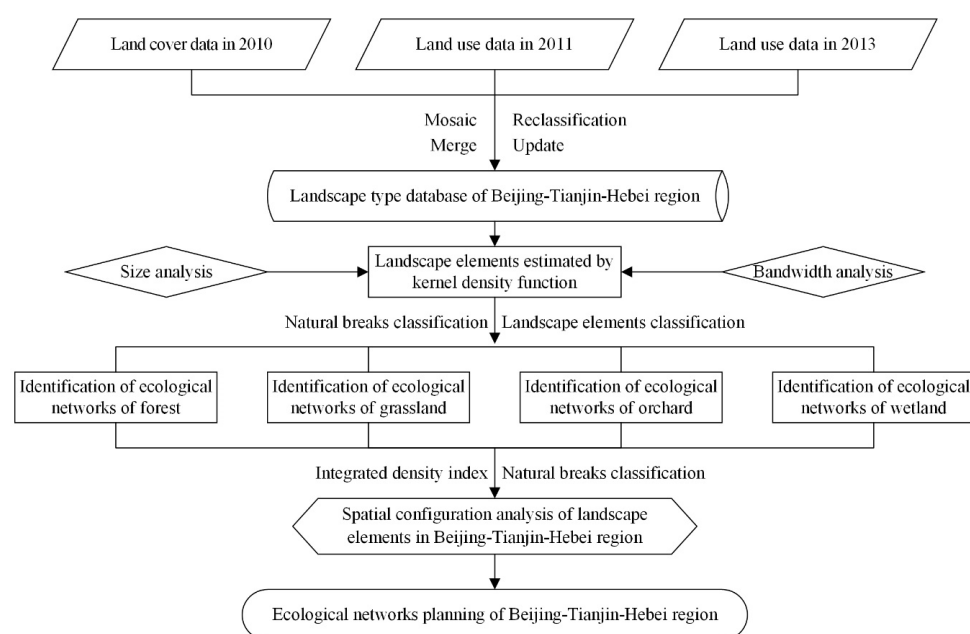 Land cover data in 2010
Land use data in 2011
Land use data in 2013
Mosaic
Reclassification
Merge
Update
Landscape type database of Beijing-Tianjin-Hebei region
Size analysis
Landscape elements estimated by
kernel density function
Bandwidth analysis
Natural breaks classification
Landscape elements classification
Identification of ecological
networks of forest
Identification of ecological
networks of grassland
Identification of ecological
networks of orchard
Identification of ecological
networks of wetland
Integrated density index
Natural breaks classification
Spatial configuration analysis of landscape
elements in Beijing-Tianjin-Hebei region
Ecological networks planning of Beijing-Tianjin-Hebei region